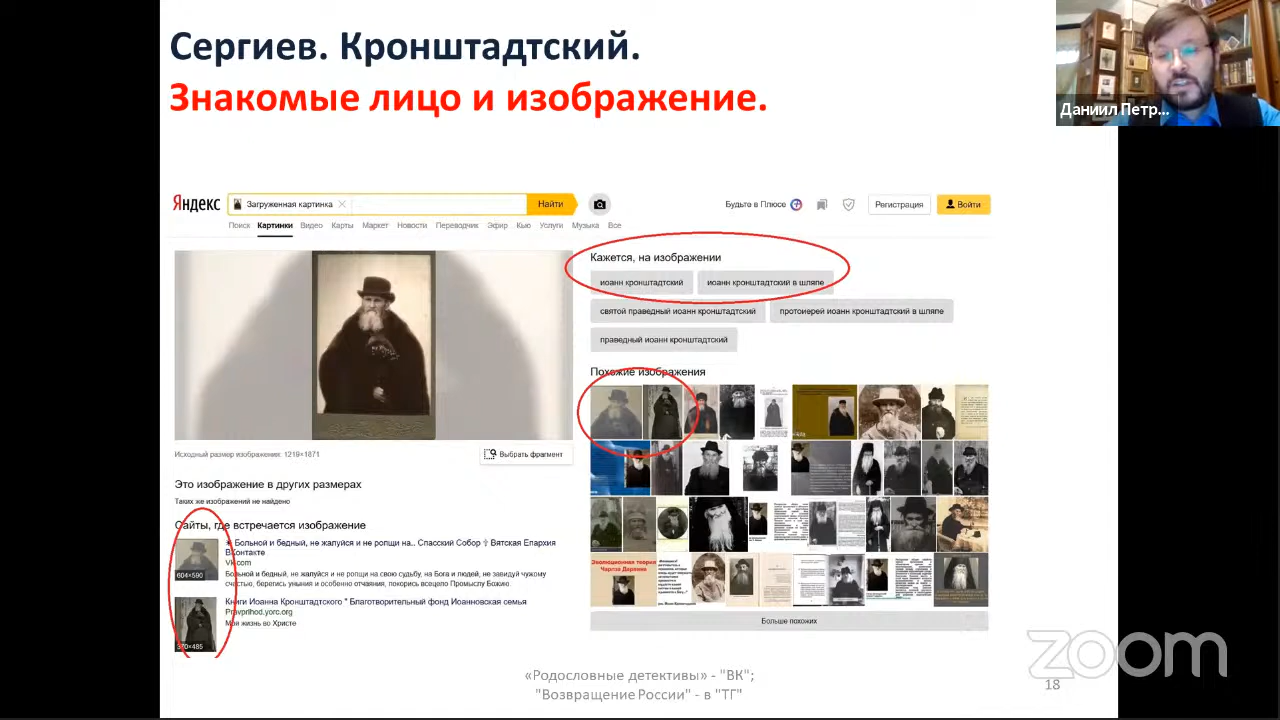 Сергиев. Кронштадтский.
Знакомые лицо и изображение.
Даниил Петр...
Яндекс
Загруженная картинка
Найти
Будьте в Плюсе
Регистрация
Войти
Поиск Картинки Видео Карты Маркет Новости Переводчик Эфир Кью Услуги Музыка Все
Кажется, на изображении
иоанн кронштадтский
иоанн кронштадтский в шляпе
святой праведный иоанн кронштадтский
протоиерей иоанн кронштадтский в шляпе
праведный иоанн кронштадтский
Похожие изображения
Исходный размер изображения: 1219×1871
Выбрать фрагмент
Это изображение в других размерах
Таких же изображений не найдено
Сайты, где встречается изображение
604×590
Больной и бедный, не жалуйся и не ропщи на.. Спасский Собор ☦ Вятская Епархия
ВКонтакте
Vk.com
Больной и бедный, не жалуйся и не ропщи на свою судьбу, на Бога и людей, не завидуй чужому
счастью, берегись уныния и особенно отчаяния, покорись всецело Промыслу Божию.
370×485
Книги Иоанна Кронштадтского * Благотворительный фонд Иоанновская семья
Pravprihod.yorc.org
Моя жизнь во Христе
Эволюционная теория
Чарлза Дарвина
Больше похожих
«Родословные детективы» - "ВК";
"Возвращение России" - в "ТГ"
zoom
18